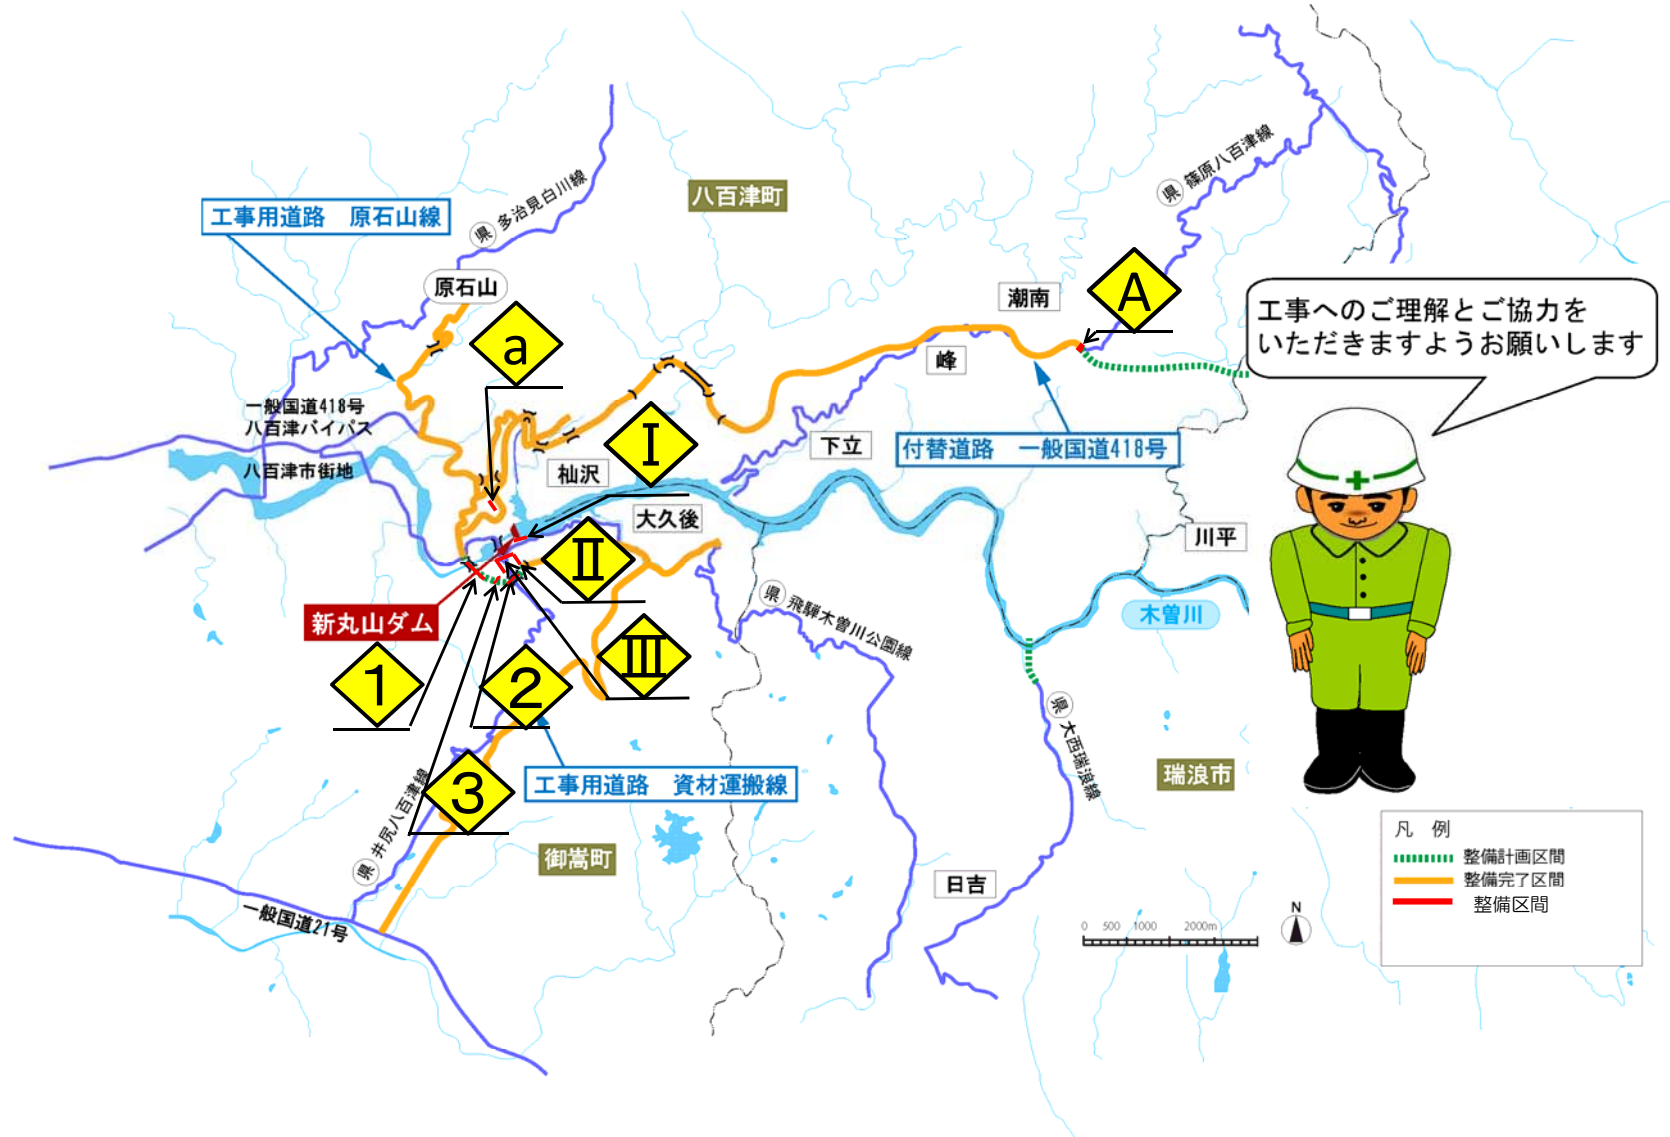 八百津町
県 篠原八百津線
工事用道路　原石山線
県 多治見白川線
原石山
潮南
A
工事へのご理解とご協力を
いただきますようお願いします
a
峰
一般国道418号
八百津バイパス
八百津市街地
I
下立
付替道路　一般国道418号
杣沢
大久後
川平
II
新丸山ダム
県 飛騨木曽川公園線
木曽川
III
1
2
県 大西瑞浪線
3
工事用道路　資材運搬線
瑞浪市
県 井尻八百津線
御嵩町
日吉
凡　例
整備計画区間
整備完了区間
整備区間
一般国道21号
0 500 1000 2000m
N